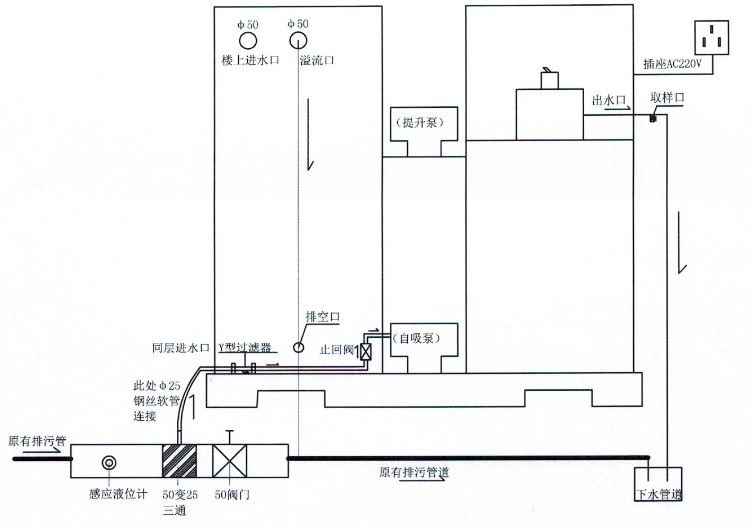 φ50
φ50
楼上进水口
溢流口
插座AC220V
出水口
取样口
（提升泵）
排空口
同层进水口
Y型过滤器
止回阀
（自吸泵）
此处φ25
钢丝软管
连接
原有排污管
感应液位计
50变25
三通
50阀门
原有排污管道
下水管道